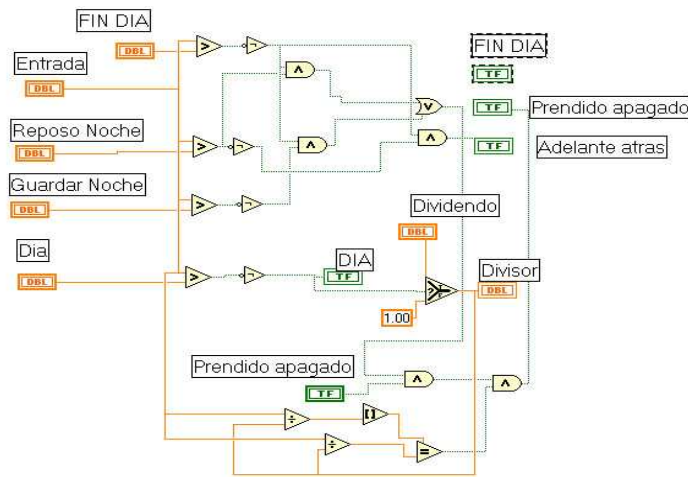 FIN DIA
DBL
Entrada
DBL
Reposo Noche
DBL
Guardar Noche
DBL
Dia
DBL
FIN DIA
TF
TF
Prendido apagado
TF
Adelante atras
Dividendo
DBL
DIA
TF
Divisor
DBL
1.00
Prendido apagado
TF